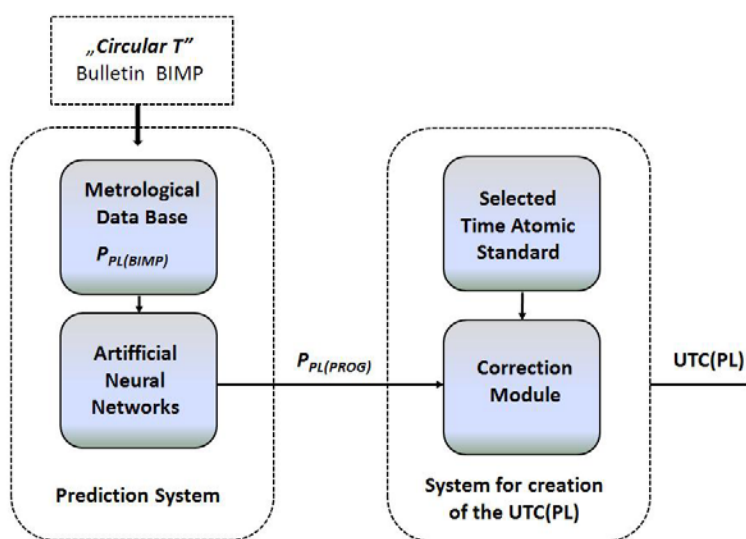 „Circular T”
Bulletin BIMP
Metrological
Data Base
P_PL(BIMP)
Artifficial
Neural
Networks
Prediction System
P_PL(PROG)
Selected
Time Atomic
Standard
Correction
Module
System for creation
of the UTC(PL)
UTC(PL)